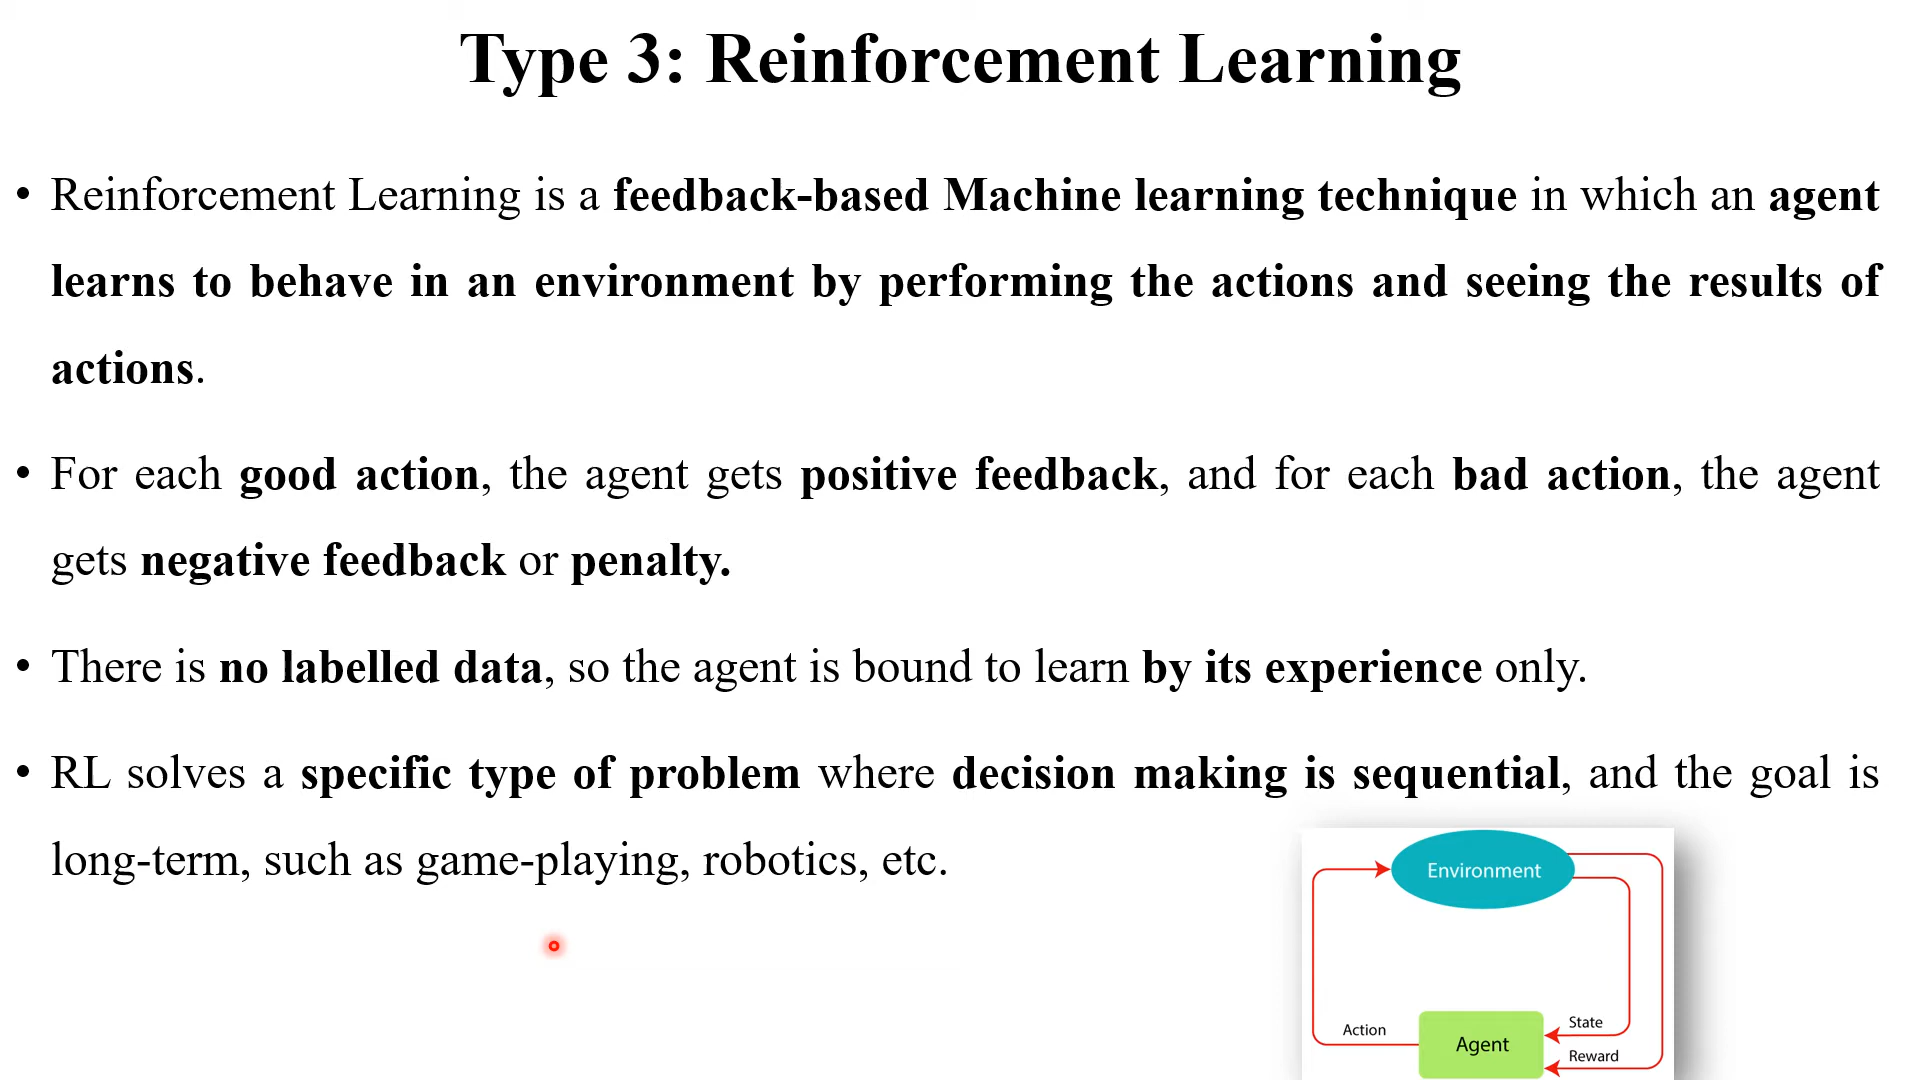 Type 3: Reinforcement Learning
• Reinforcement Learning is a feedback-based Machine learning technique in which an agent
learns to behave in an environment by performing the actions and seeing the results of
actions.
• For each good action, the agent gets positive feedback, and for each bad action, the agent
gets negative feedback or penalty.
• There is no labelled data, so the agent is bound to learn by its experience only.
• RL solves a specific type of problem where decision making is sequential, and the goal is
long-term, such as game-playing, robotics, etc.
Environment
State
Action
Agent
Reward